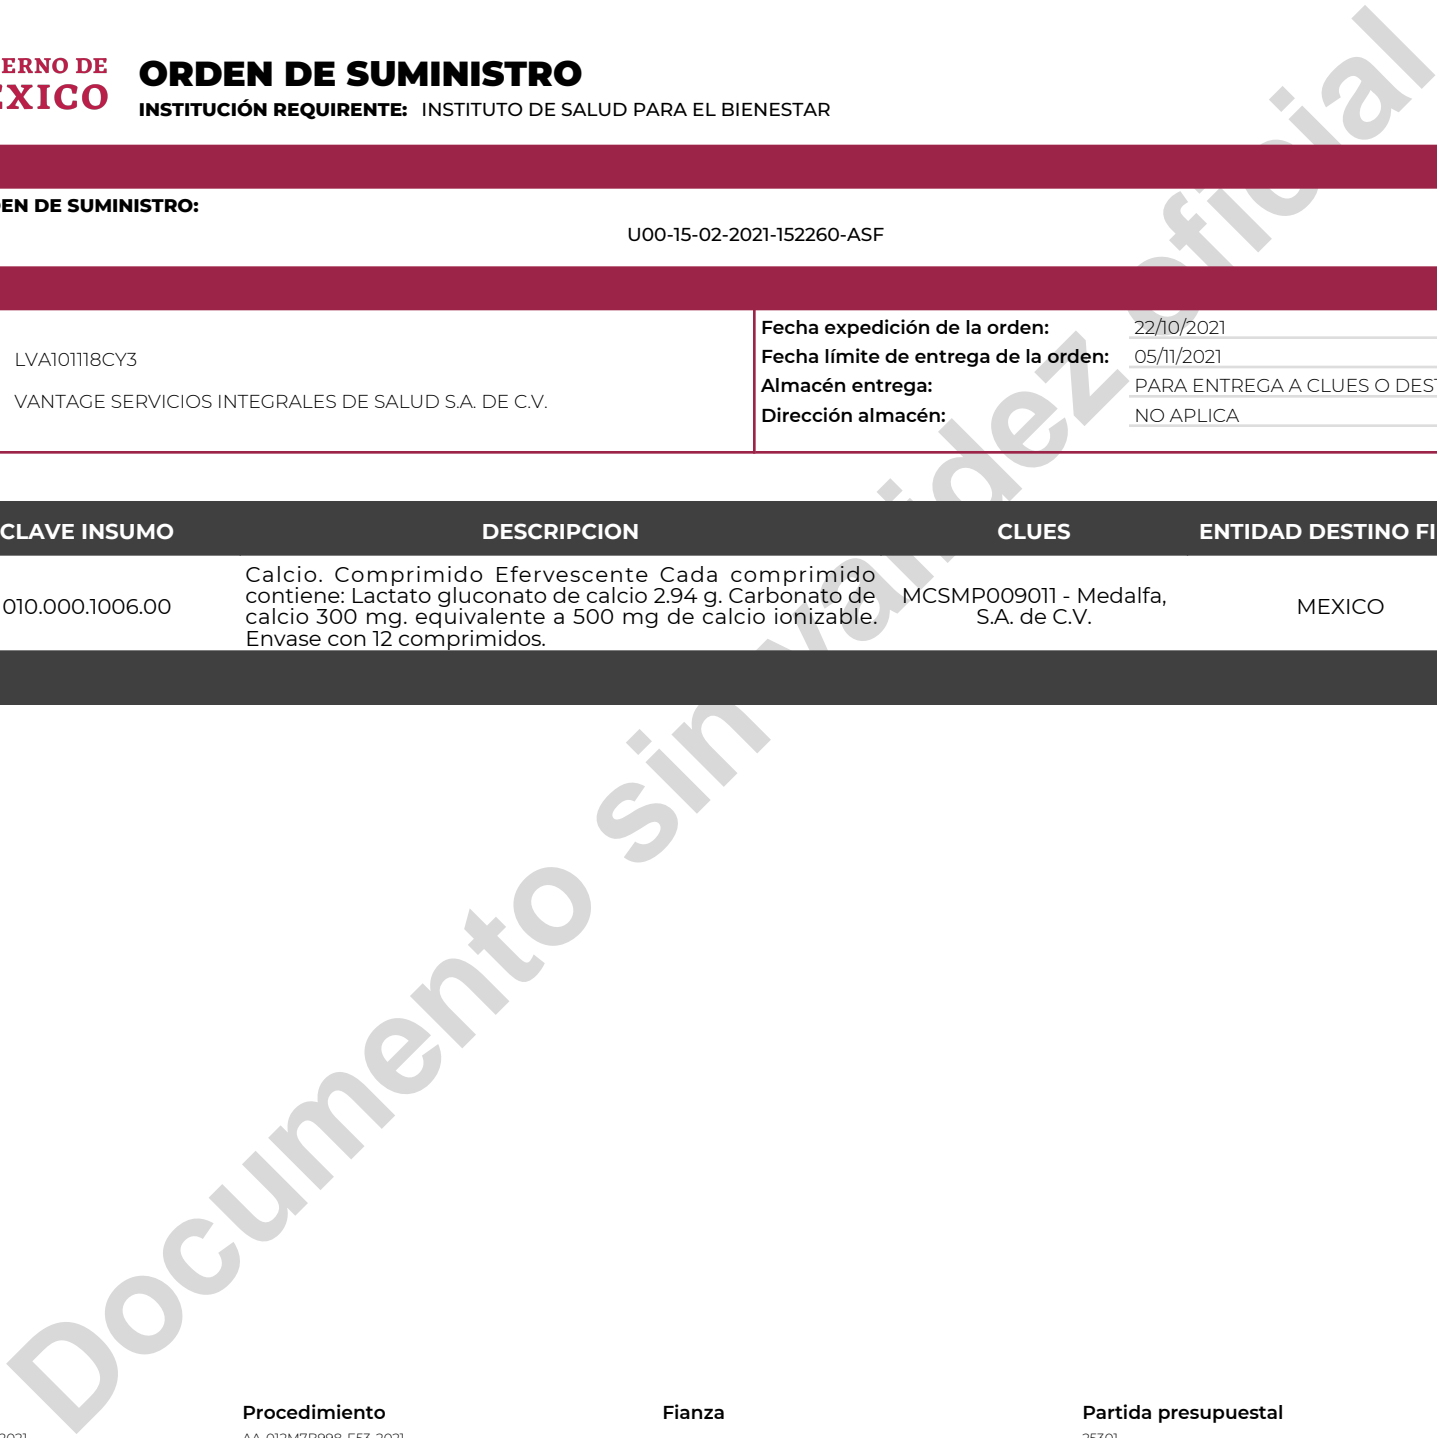 ERNO DE
EXICO
ORDEN DE SUMINISTRO
INSTITUCIÓN REQUIRENTE: INSTITUTO DE SALUD PARA EL BIENESTAR
EN DE SUMINISTRO:
U00-15-02-2021-152260-ASF
LVA101118CY3
VANTAGE SERVICIOS INTEGRALES DE SALUD S.A. DE C.V.
Fecha expedición de la orden: 22/10/2021
Fecha límite de entrega de la orden: 05/11/2021
Almacén entrega: PARA ENTREGA A CLUES O DEST
Dirección almacén: NO APLICA
CLAVE INSUMO DESCRIPCION CLUES ENTIDAD DESTINO FI
010.000.1006.00
Calcio. Comprimido Efervescente Cada comprimido
contiene: Lactato gluconato de calcio 2.94 g. Carbonato de
calcio 300 mg. equivalente a 500 mg de calcio ionizable.
Envase con 12 comprimidos.
MCSMP009011 - Medalfa,
S.A. de C.V.
MEXICO
Documento sin validez oficial
Procedimiento Fianza Partida presupuestal